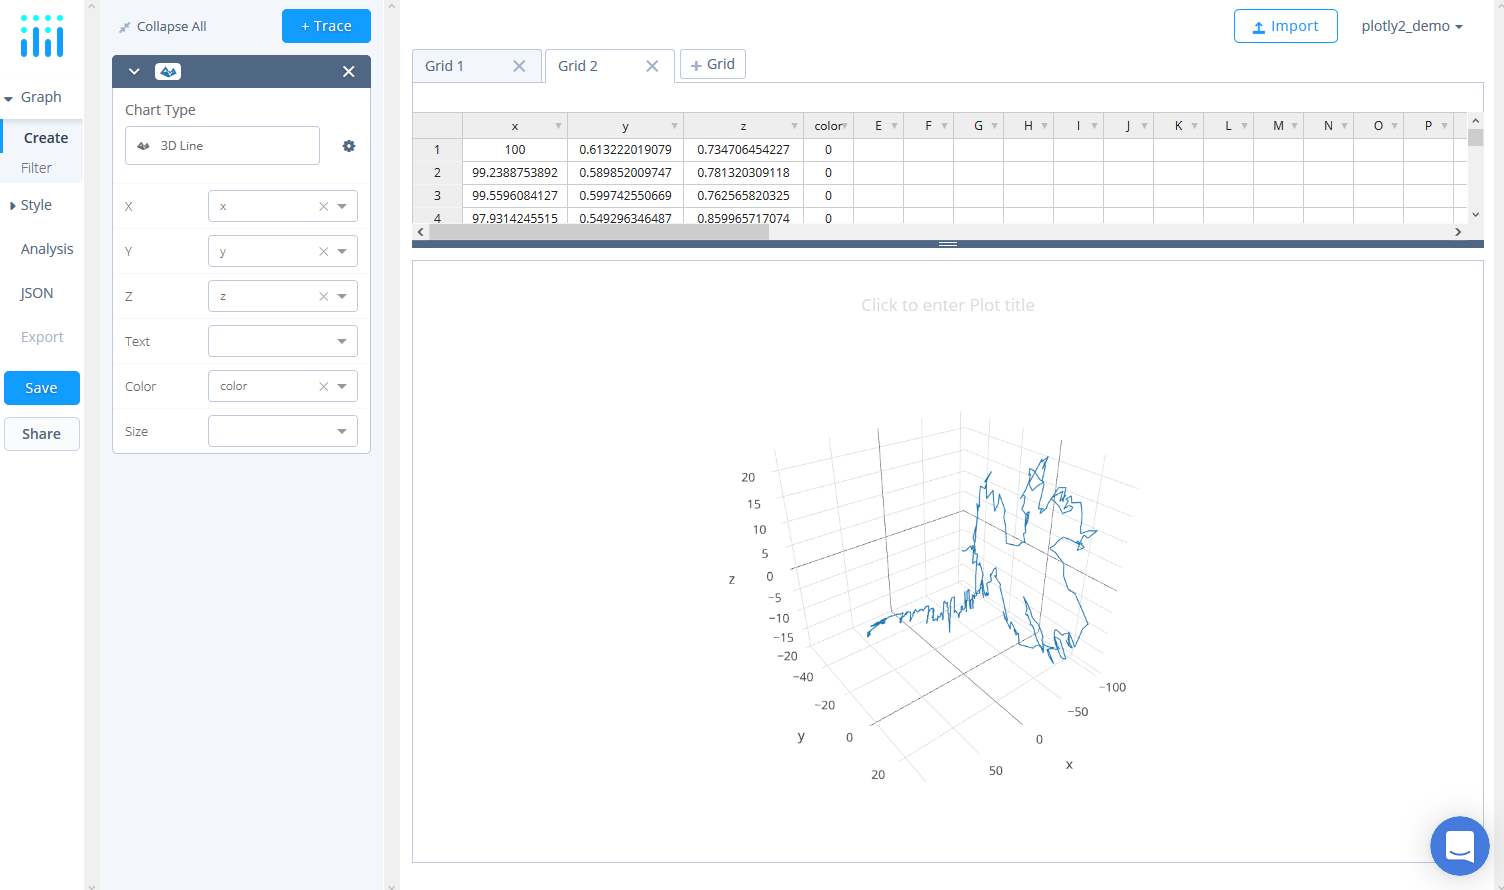 Collapse All
+ Trace
Import
plotly2_demo
Graph
Create
Filter
Style
Analysis
JSON
Export
Save
Share
Chart Type
3D Line
X x
Y y
Z z
Text
Color color
Size
Grid 1
Grid 2
+ Grid
x y z color E F G H I J K L M N O P
1 100 0.613222019079 0.734706454227 0
2 99.2388753892 0.589852009747 0.781320309118 0
3 99.5596084127 0.599742550669 0.762565820325 0
4 97.9314245515 0.549296346487 0.859965717074 0
Click to enter Plot title
20
15
10
5
0
−5
−10
−15
−20
z
−40
−20
0
20
y
−100
−50
0
50
x